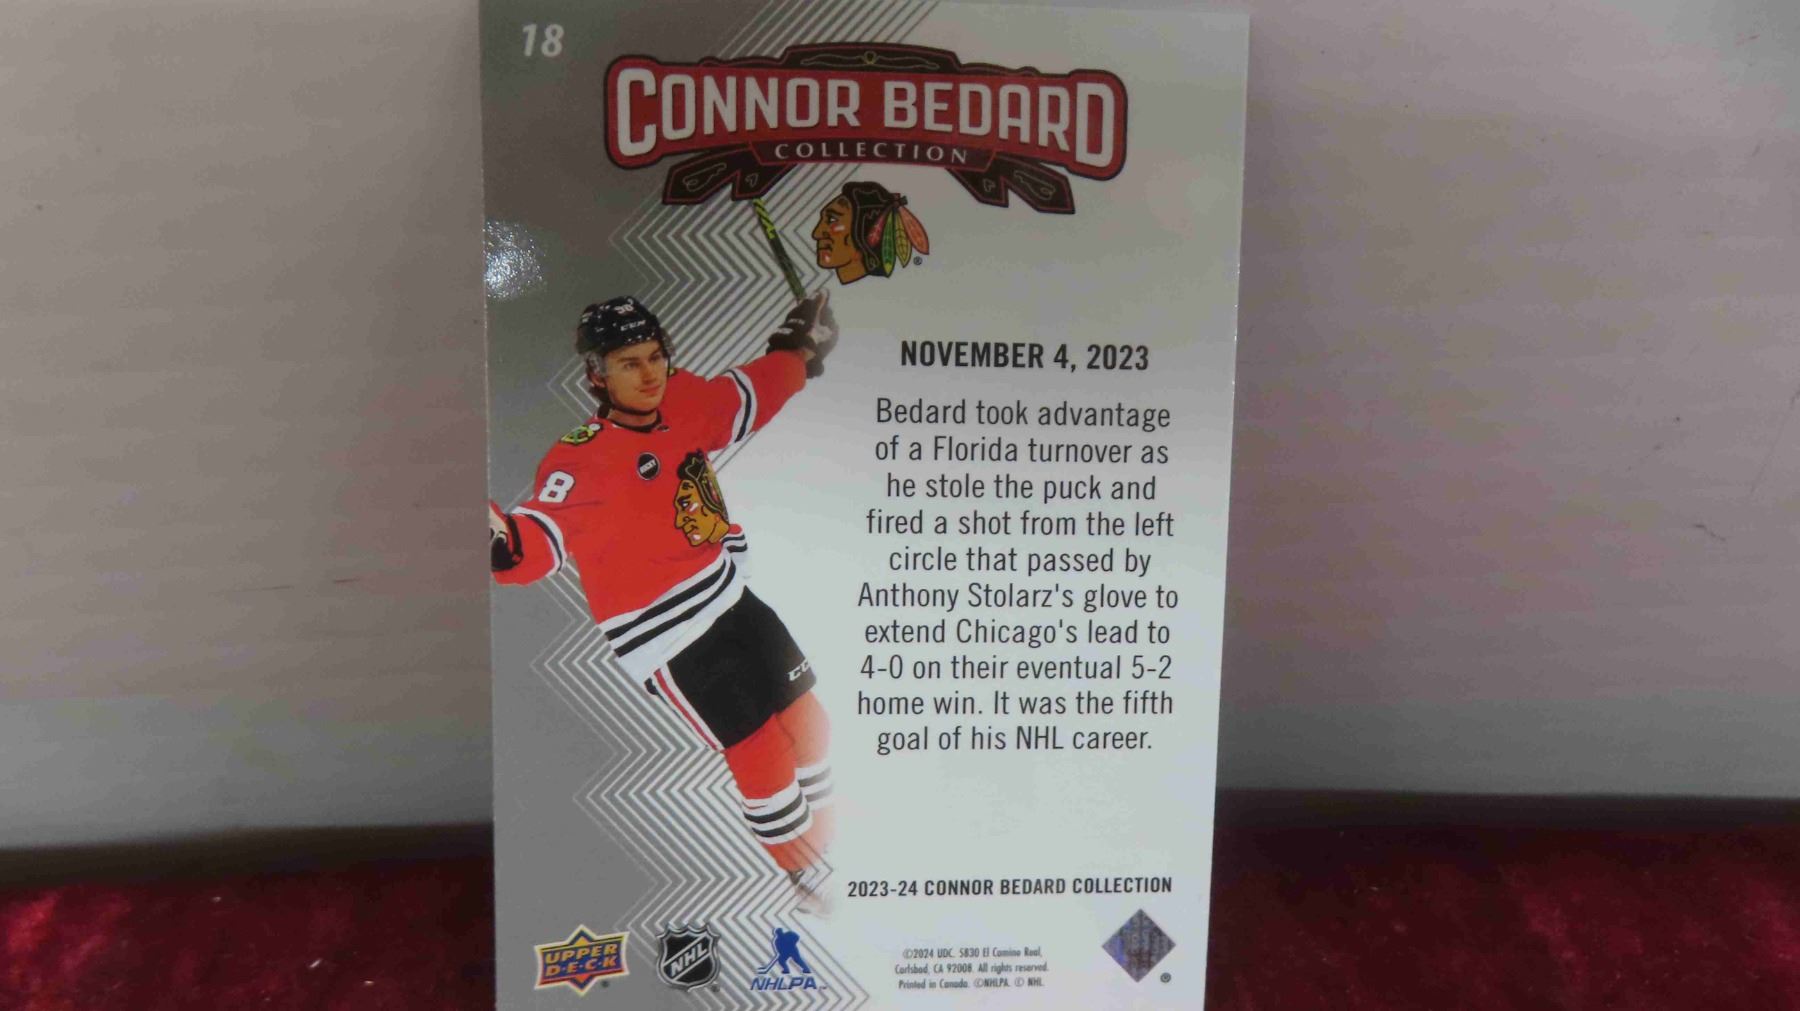 18
CONNOR BEDARD
COLLECTION
98
CCM
8
NOVEMBER 4, 2023
Bedard took advantage
of a Florida turnover as
he stole the puck and
fired a shot from the left
circle that passed by
Anthony Stolarz's glove to
extend Chicago's lead to
4-0 on their eventual 5-2
home win. It was the fifth
goal of his NHL career.
2023-24 CONNOR BEDARD COLLECTION
UPPER
D·E·C·K
NHL
NHLPA
©2024 UDC. 5830 El Camino Real,
Carlsbad, CA 92008. All rights reserved.
Printed in Canada. ©NHLPA. © NHL.